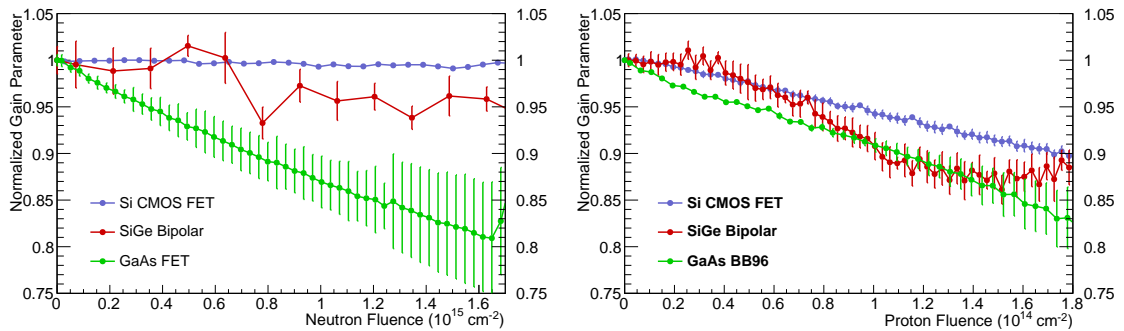 Normalized Gain Parameter
1.05
1
0.95
0.9
0.85
0.8
0.75
1.05
1
0.95
0.9
0.85
0.8
0.75
Si CMOS FET
SiGe Bipolar
GaAs FET
0 0.2 0.4 0.6 0.8 1 1.2 1.4 1.6
Neutron Fluence (10^15 cm^-2)
Normalized Gain Parameter
1.05
1
0.95
0.9
0.85
0.8
0.75
1.05
1
0.95
0.9
0.85
0.8
0.75
Si CMOS FET
SiGe Bipolar
GaAs BB96
0 0.2 0.4 0.6 0.8 1 1.2 1.4 1.6 1.8
Proton Fluence (10^14 cm^-2)